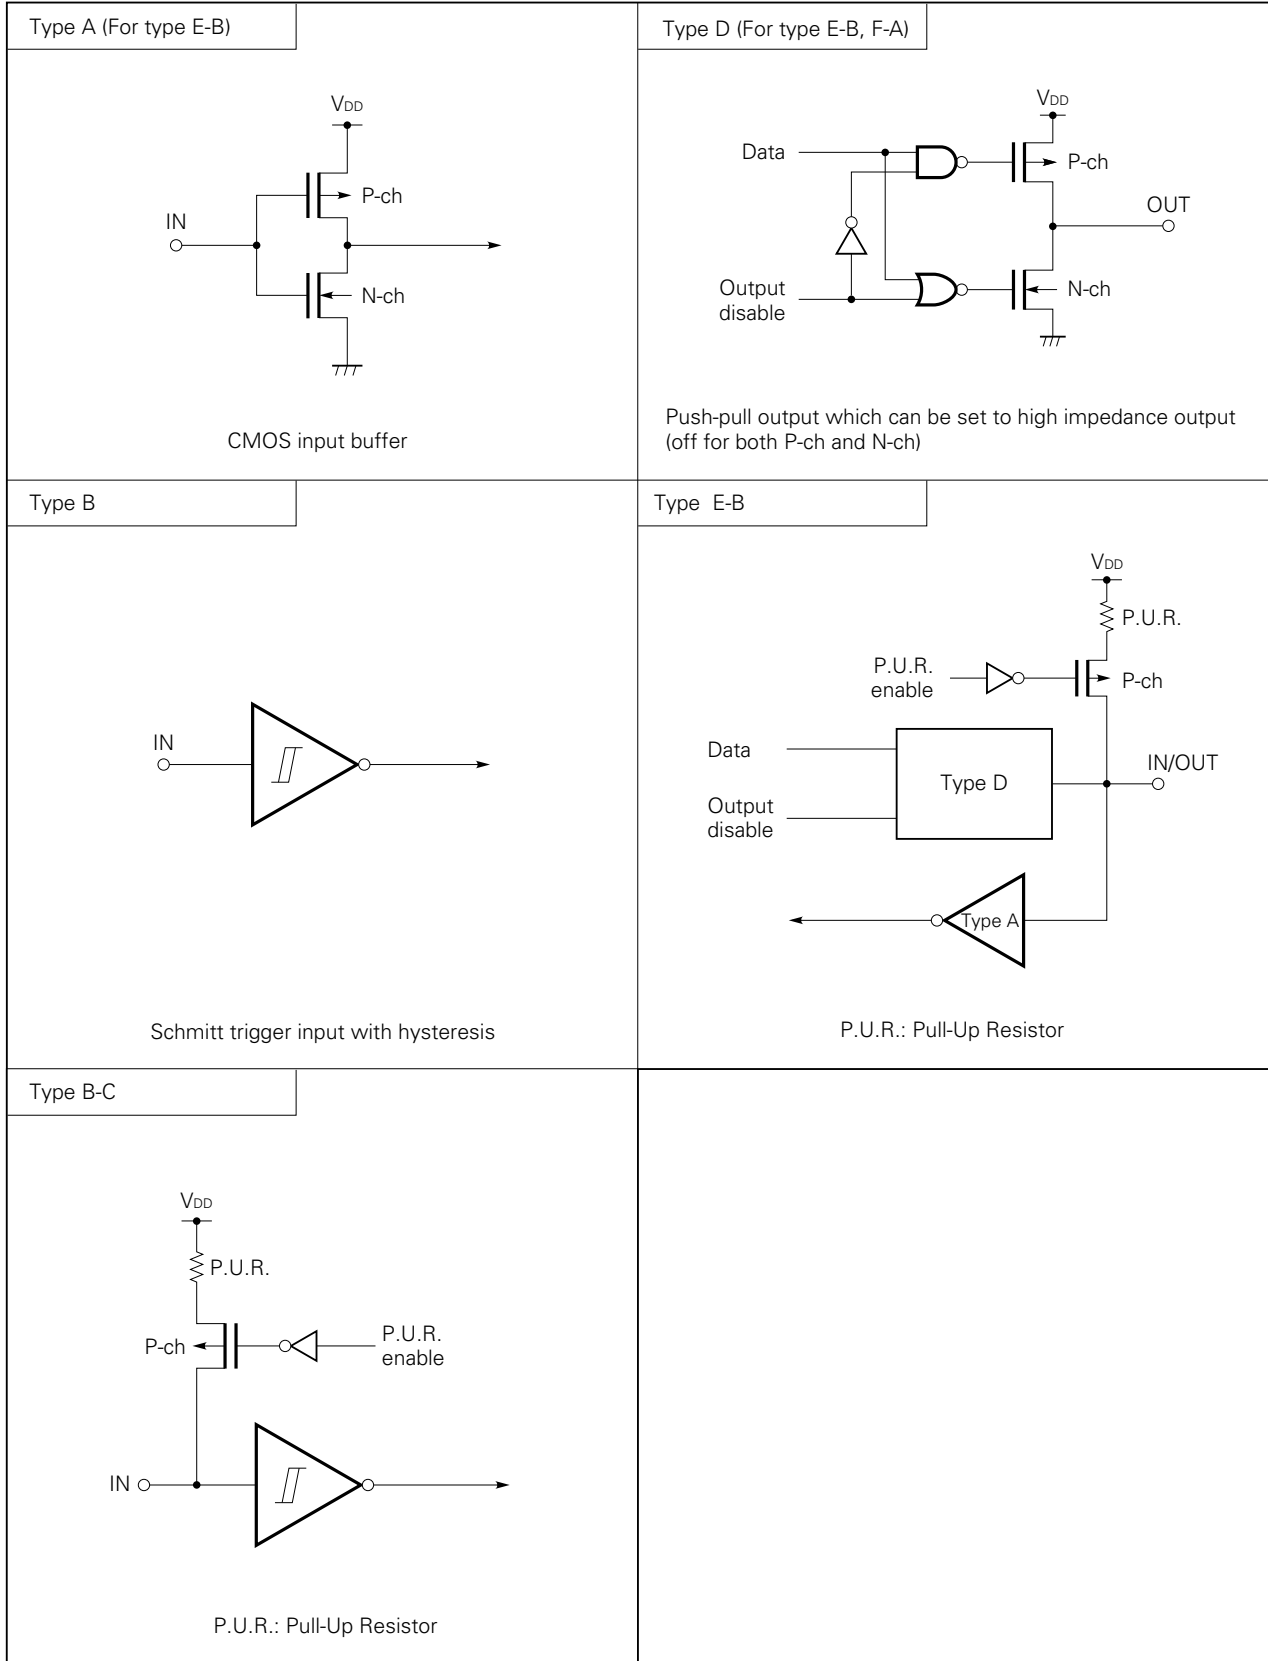 Type A (For type E-B)
VDD
P-ch
IN
N-ch
CMOS input buffer
Type D (For type E-B, F-A)
VDD
Data
P-ch
OUT
Output
disable
N-ch
Push-pull output which can be set to high impedance output
(off for both P-ch and N-ch)
Type B
IN
Schmitt trigger input with hysteresis
Type E-B
VDD
P.U.R.
P.U.R.
enable
P-ch
Data
Type D
IN/OUT
Output
disable
Type A
P.U.R.: Pull-Up Resistor
Type B-C
VDD
P.U.R.
P-ch
P.U.R.
enable
IN
P.U.R.: Pull-Up Resistor